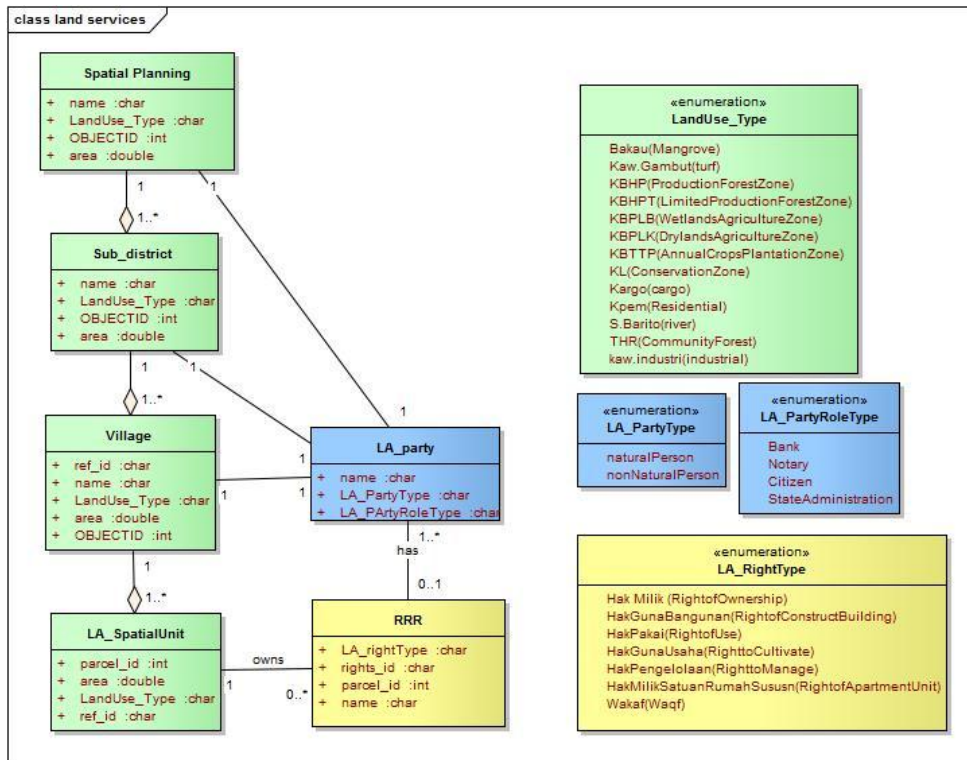 class land services
Spatial Planning
+ name :char
+ LandUse_Type :char
+ OBJECTID :int
+ area :double
1
1
1..*
Sub_district
+ name :char
+ LandUse_Type :char
+ OBJECTID :int
+ area :double
1
1
1..*
Village
+ ref_id :char
+ name :char
+ LandUse_Type :char
+ area :double
+ OBJECTID :int
1
1
1..*
LA_SpatialUnit
+ parcel_id :int
+ area :double
+ LandUse_Type :char
+ ref_id :char
1
1
1
LA_party
+ name :char
+ LA_PartyType :char
+ LA_PArtyRoleType :char
1..*
has
0..1
owns
1
0..*
RRR
+ LA_rightType :char
+ rights_id :char
+ parcel_id :int
+ name :char
«enumeration»
LandUse_Type
Bakau(Mangrove)
Kaw.Gambut(turf)
KBHP(ProductionForestZone)
KBHPT(LimitedProductionForestZone)
KBPLB(WetlandsAgricultureZone)
KBPLK(DrylandsAgricultureZone)
KBTTP(AnnualCropsPlantationZone)
KL(ConservationZone)
Kargo(cargo)
Kpem(Residential)
S.Barito(river)
THR(CommunityForest)
kaw.industri(industrial)
«enumeration»
LA_PartyType
naturalPerson
nonNaturalPerson
«enumeration»
LA_PartyRoleType
Bank
Notary
Citizen
StateAdministration
«enumeration»
LA_RightType
Hak Milik (RightofOwnership)
HakGunaBangunan(RightofConstructBuilding)
HakPakai(RightofUse)
HakGunaUsaha(RighttoCultivate)
HakPengelolaan(RighttoManage)
HakMilikSatuanRumahSususn(RightofApartmentUnit)
Wakaf(Waqf)